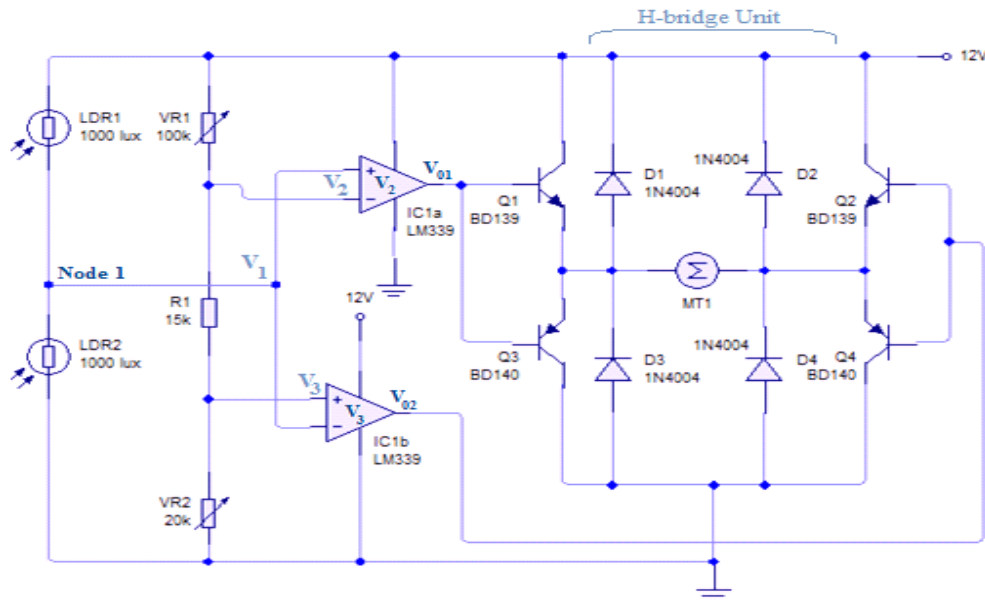 H-bridge Unit
12V
LDR1
1000 lux
VR1
100k
V2
+
V2
−
V01
IC1a
LM339
Q1
BD139
D1
1N4004
1N4004
D2
Q2
BD139
Node 1
V1
12V
Σ
MT1
R1
15k
LDR2
1000 lux
Q3
BD140
D3
1N4004
1N4004
D4
Q4
BD140
V3
+
V3
−
V02
IC1b
LM339
VR2
20k